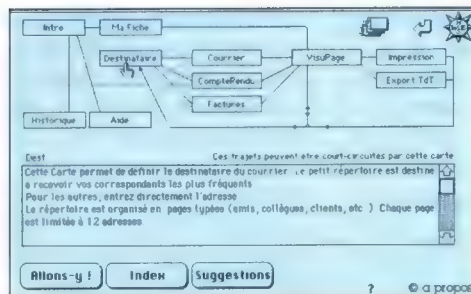 Intro
Ma Fiche
Destinataire
Courrier
VisuPage
Impression
CompteRendu
Export TdT
Factures
Historique
Aide
Dest
Ces trajets peuvent être court-circuités par cette carte
Cette Carte permet de définir le destinataire du courrier. Le petit répertoire est destiné
a recevoir vos correspondants les plus fréquents
Pour les autres, entrez directement l'adresse
Le répertoire est organisé en pages typées (amis, collègues, clients, etc ) Chaque page
est limitée à 12 adresses
Allons-y !
Index
Suggestions
?
© a propos